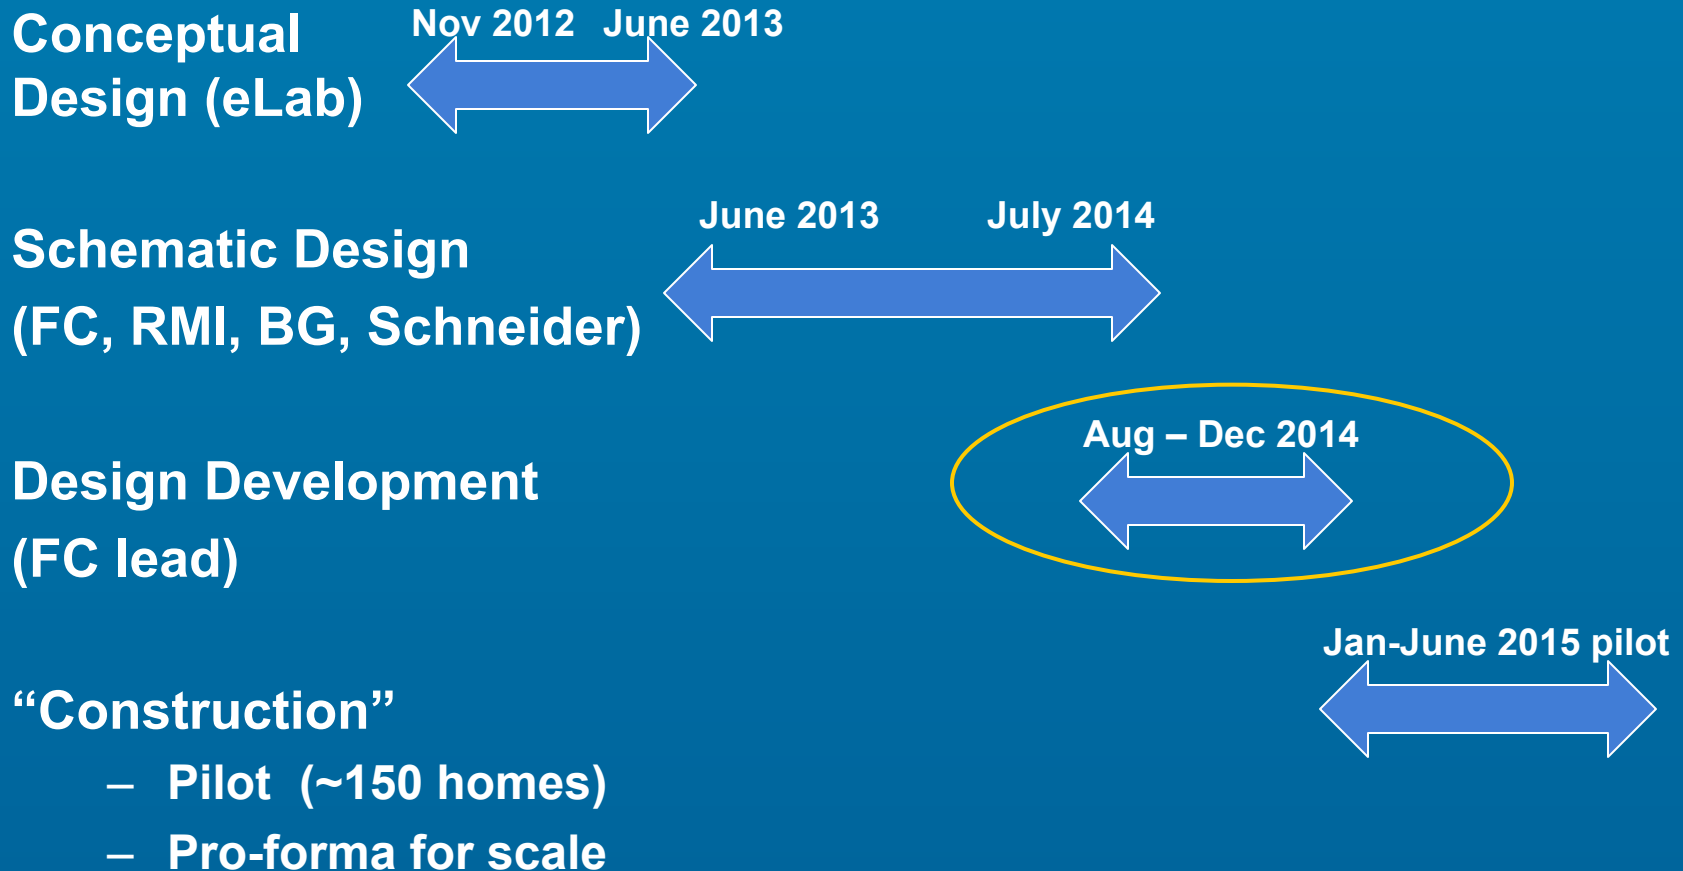 Conceptual
Design (eLab)
Nov 2012 June 2013
Schematic Design
(FC, RMI, BG, Schneider)
June 2013 July 2014
Design Development
(FC lead)
Aug – Dec 2014
“Construction”
Jan-June 2015 pilot
– Pilot (~150 homes)
– Pro-forma for scale